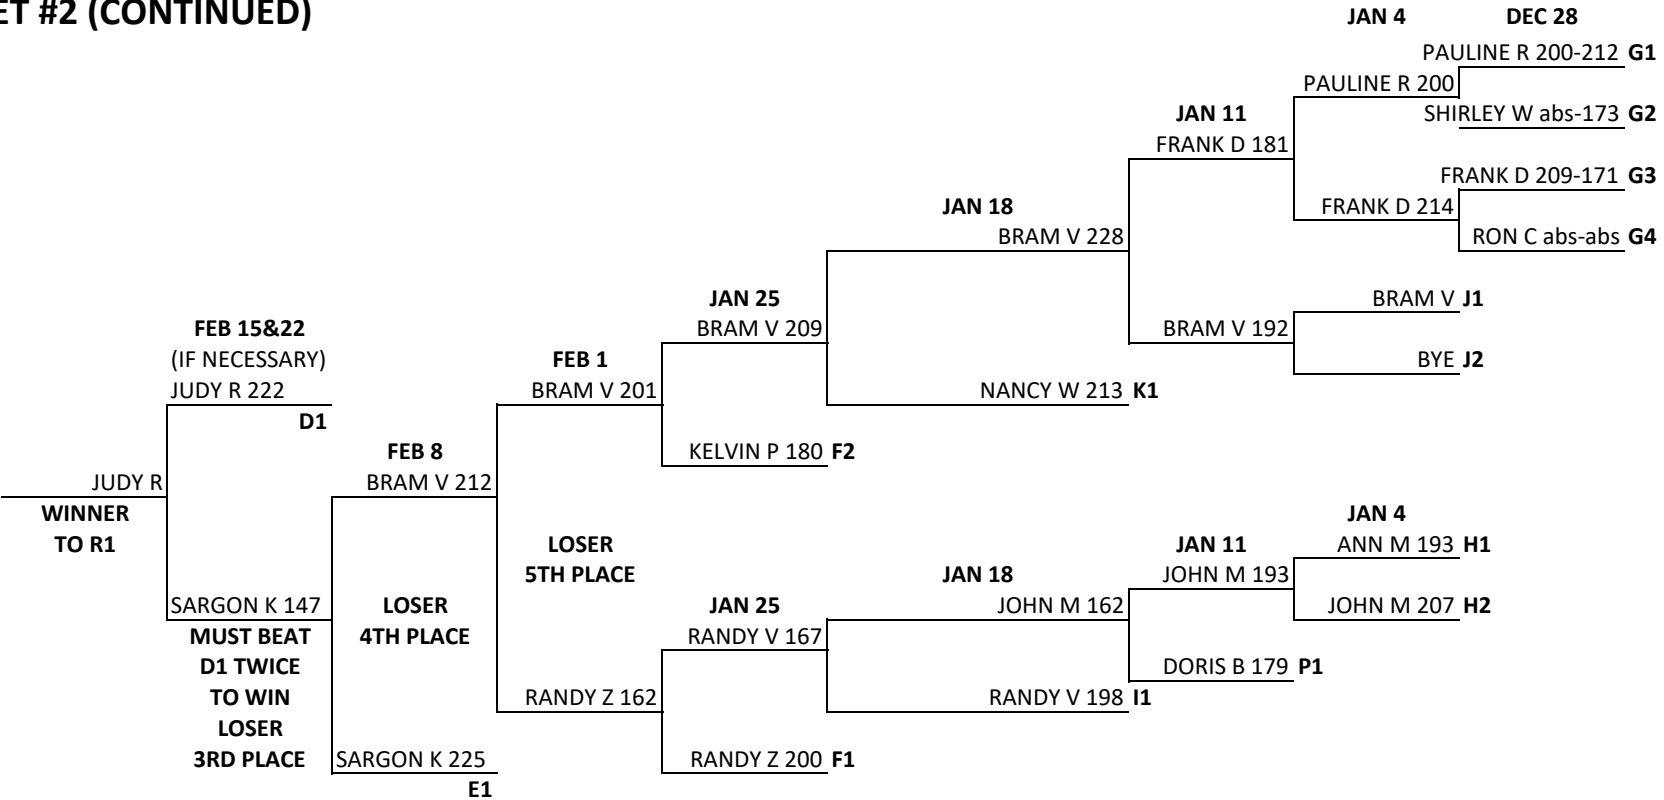 ET #2 (CONTINUED)
JAN 4 DEC 28
PAULINE R 200-212 G1
PAULINE R 200
JAN 11 SHIRLEY W abs-173 G2
FRANK D 181
FRANK D 209-171 G3
JAN 18 FRANK D 214
BRAM V 228 RON C abs-abs G4
JAN 25 BRAM V J1
FEB 15&22 BRAM V 209 BRAM V 192
(IF NECESSARY) FEB 1 BYE J2
JUDY R 222 BRAM V 201 NANCY W 213 K1
D1
FEB 8 KELVIN P 180 F2
JUDY R BRAM V 212
WINNER JAN 4
TO R1 LOSER JAN 11 ANN M 193 H1
5TH PLACE JAN 18 JOHN M 193
SARGON K 147 LOSER JAN 25 JOHN M 162 JOHN M 207 H2
MUST BEAT 4TH PLACE RANDY V 167
D1 TWICE DORIS B 179 P1
TO WIN RANDY Z 162 RANDY V 198 I1
LOSER
3RD PLACE SARGON K 225 RANDY Z 200 F1
E1